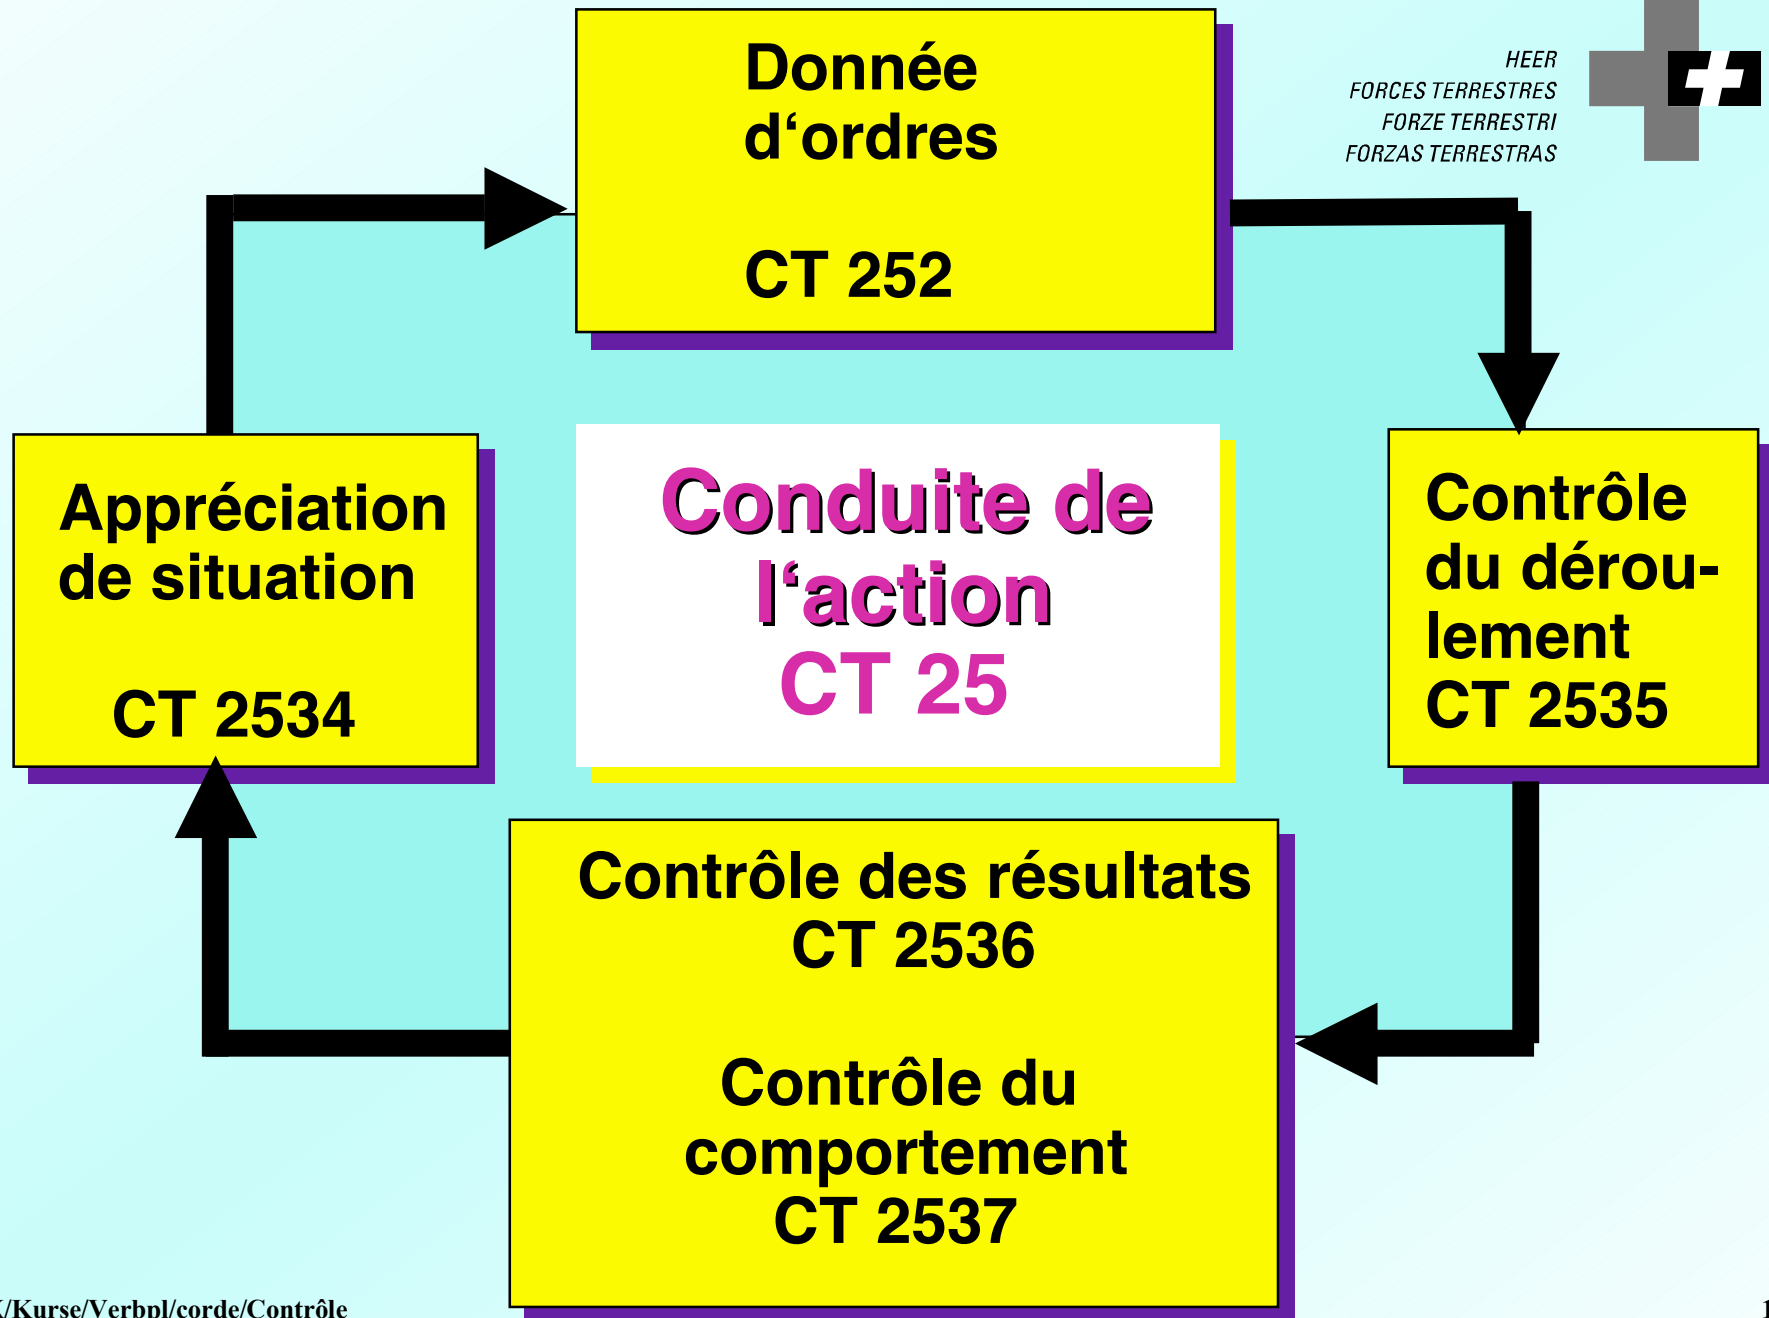 Donnée
d‘ordres
CT 252
HEER
FORCES TERRESTRES
FORZE TERRESTRI
FORZAS TERRESTRAS
Appréciation
de situation
CT 2534
Conduite de
l‘action
CT 25
Contrôle
du dérou-
lement
CT 2535
Contrôle des résultats
CT 2536
Contrôle du
comportement
CT 2537
/Kurse/Verbpl/corde/Contrôle
1